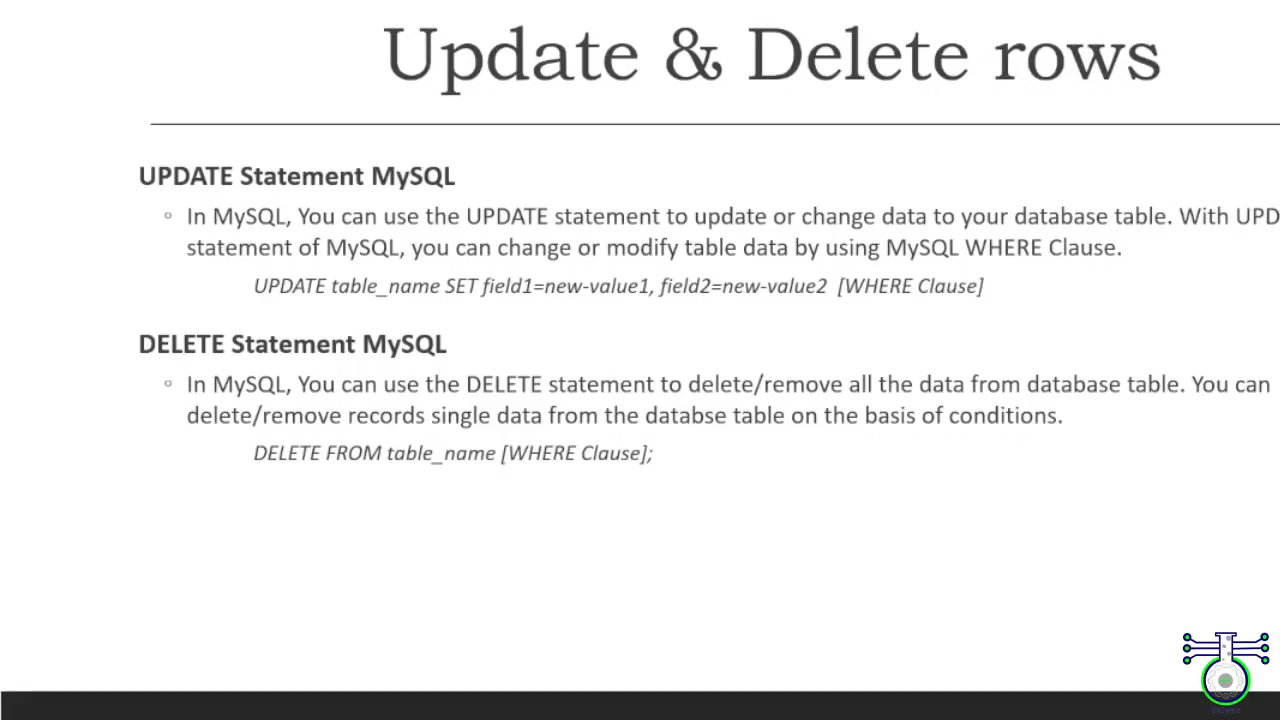 Update & Delete rows
UPDATE Statement MySQL
◦ In MySQL, You can use the UPDATE statement to update or change data to your database table. With UPD
statement of MySQL, you can change or modify table data by using MySQL WHERE Clause.
UPDATE table_name SET field1=new-value1, field2=new-value2 [WHERE Clause]
DELETE Statement MySQL
◦ In MySQL, You can use the DELETE statement to delete/remove all the data from database table. You can
delete/remove records single data from the databse table on the basis of conditions.
DELETE FROM table_name [WHERE Clause];